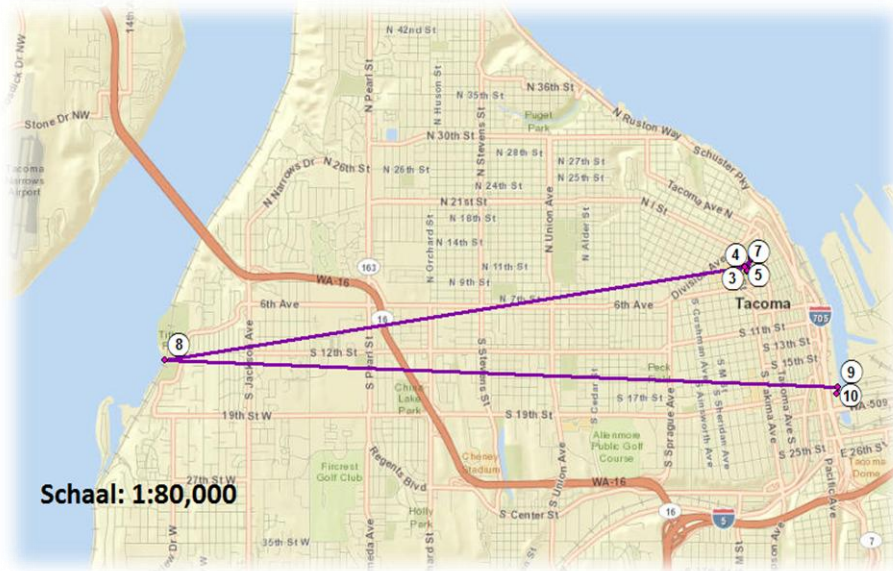 N 42nd St
14th A
adick Dr NW
Stone Dr NW
Tacoma
Narrows
Airport
N Pearl St
N Huson St
N 35th St
N Stevens St
N 36th St
Puget
Park
N Ruston Way
Schuster Pky
N 30th St
N 28th St
N 27th St
N 26th St
N 26th St
N 25th St
N 24th St
N Narrows Dr
N 21st St
N 18th St
N 14th St
N Orchard St
N Union Ave
N Alder St
N I St
Tacoma Ave N
N 11th St
N 9th St
N 7th St
163
WA-16
16
6th Ave
6th Ave
Division Ave
4
7
3
5
Tacoma
705
8
S 12th St
S Jackson Ave
S Pearl St
S Stevens St
China
Lake
Park
S 11th St
S 13th St
S 15th St
S Cushman Ave
S Ainsworth Ave
S M St
S Sheridan Ave
S Yakima Ave
Tacoma Ave S
9
10
WA-509
S Cedar St
S 17th St
S Sprague Ave
19th St W
S 19th St
Allenmore
Public Golf
Course
S Union Ave
Cheney
Stadium
Fircrest
Golf Club
Regents Blvd
27th St W
Schaal: 1:80,000
Holly
Park
S Center St
WA-16
16
5
S 25th St
E 26th St
Pacific Ave
Tacoma
Dome
35th St W
7